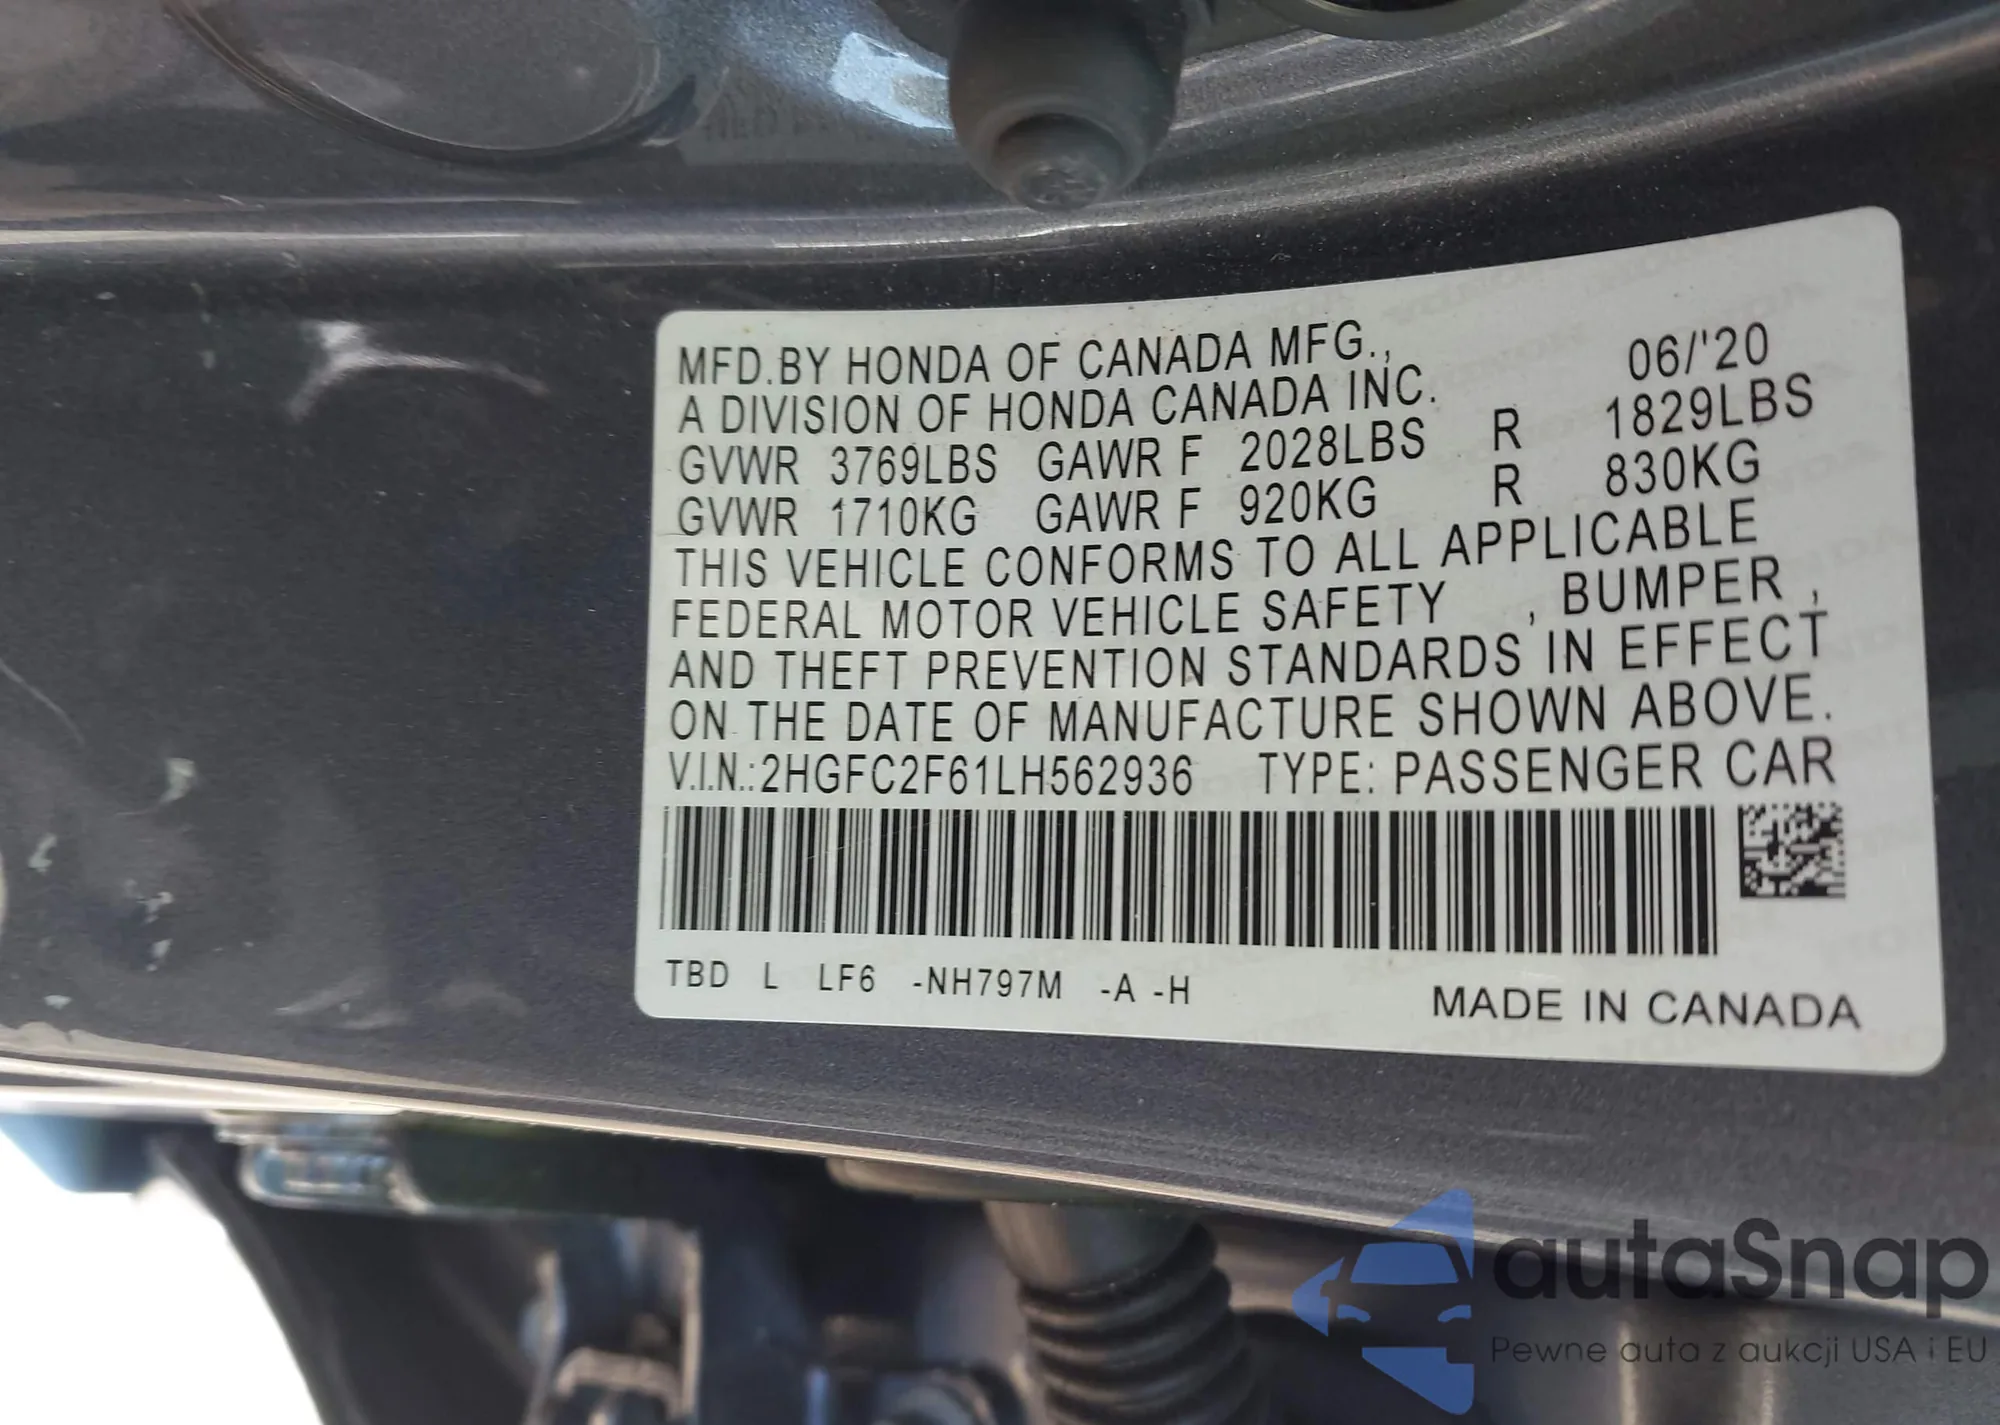 MFD.BY HONDA OF CANADA MFG., 06/'20
A DIVISION OF HONDA CANADA INC.
GVWR 3769LBS GAWR F 2028LBS R 1829LBS
GVWR 1710KG GAWR F 920KG R 830KG
THIS VEHICLE CONFORMS TO ALL APPLICABLE
FEDERAL MOTOR VEHICLE SAFETY , BUMPER ,
AND THEFT PREVENTION STANDARDS IN EFFECT
ON THE DATE OF MANUFACTURE SHOWN ABOVE.
V.I.N.:2HGFC2F61LH562936 TYPE: PASSENGER CAR
TBD L LF6 -NH797M -A -H
MADE IN CANADA
autaSnap
Pewne auta z aukcji USA i EU